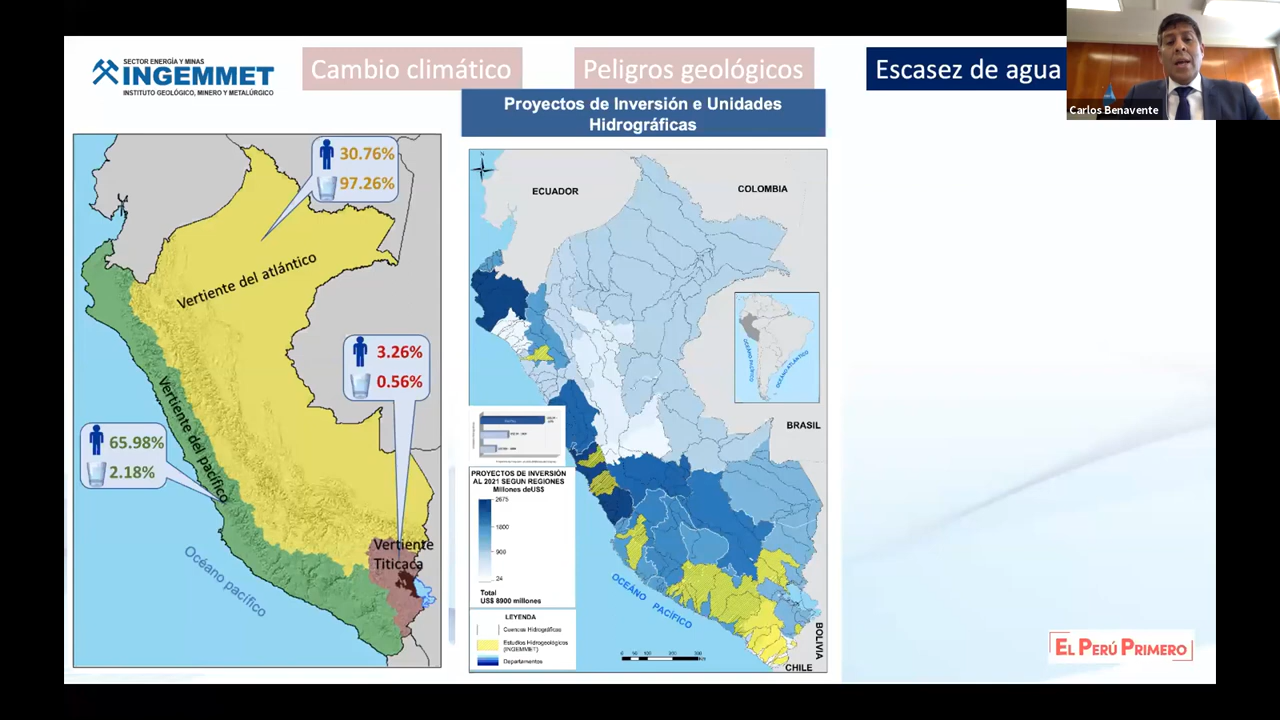 SECTOR ENERGÍA Y MINAS
INGEMMET
INSTITUTO GEOLÓGICO, MINERO Y METALÚRGICO
Cambio climático
Peligros geológicos
Escasez de agua
Carlos Benavente
Proyectos de Inversión e Unidades
Hidrográficas
30.76%
97.26%
Vertiente del atlántico
3.26%
0.56%
Vertiente del pacífico
65.98%
2.18%
Vertiente
Titicaca
Océano pacífico
N
ECUADOR
COLOMBIA
OCÉANO PACÍFICO
OCÉANO ATLÁNTICO
BRASIL
PROYECTOS DE INVERSIÓN
AL 2021 SEGUN REGIONES
Millones deUS$
2675
1800
900
24
Total
US$ 8900 millones
LEYENDA
Cuencas Hidrográficas
Estudios Hidrogeológicos
(INGEMMET)
Departamentos
OCEÁNO PACÍFICO
BOLIVIA
CHILE
EL PERÚ PRIMERO